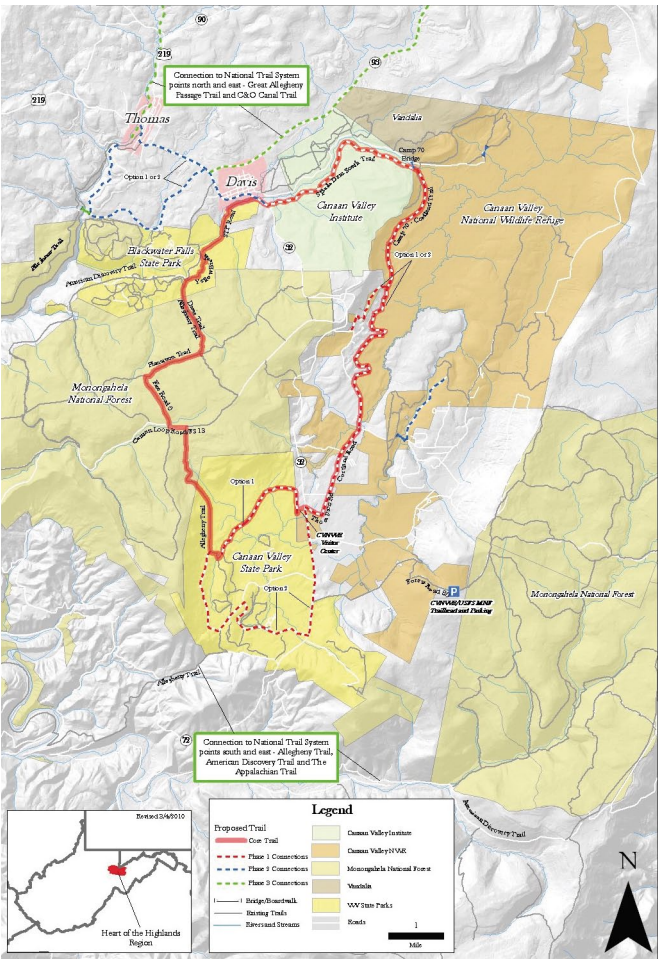 90
219
93
Connection to National Trail System
points north and east - Great Allegheny
Passage Trail and C&O Canal Trail
219
Thomas
Vandalia
Camp 70
Bridge
Option 1 or 2
Davis
Trail
Canaan Valley
Institute
Canaan Valley
National Wildlife Refuge
32
Blackwater Falls
State Park
American Discovery Trail
Option 1 or 2
Allegheny Trail
Plantation Trail
Monongahela
National Forest
Canaan Loop Road FS 13
32
Option 1
Allegheny Trail
CVNWR
Visitor
Center
Canaan Valley
State Park
Option 2
P
CVNWR/USFS MNF
Trailhead and Parking
Monongahela National Forest
Allegheny Trail
72
Connection to National Trail System
points south and east - Allegheny Trail,
American Discovery Trail and The
Appalachian Trail
American Discovery Trail
Revised 3/4/2010
Heart of the Highlands
Region
Legend
Proposed Trail
Core Trail
Phase 1 Connections
Phase 2 Connections
Phase 3 Connections
Bridge/Boardwalk
Existing Trails
Rivers and Streams
Canaan Valley Institute
Canaan Valley NWR
Monongahela National Forest
Vandalia
WV State Parks
Roads
1
Mile
N